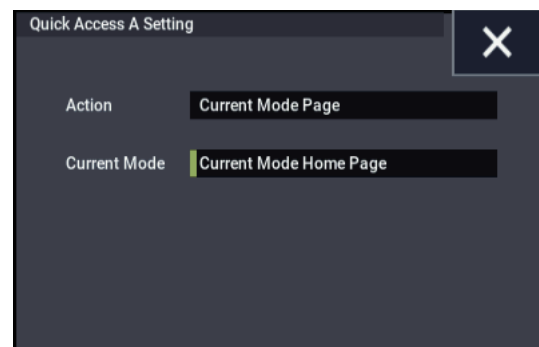 Quick Access A Setting
Action Current Mode Page
Current Mode Current Mode Home Page